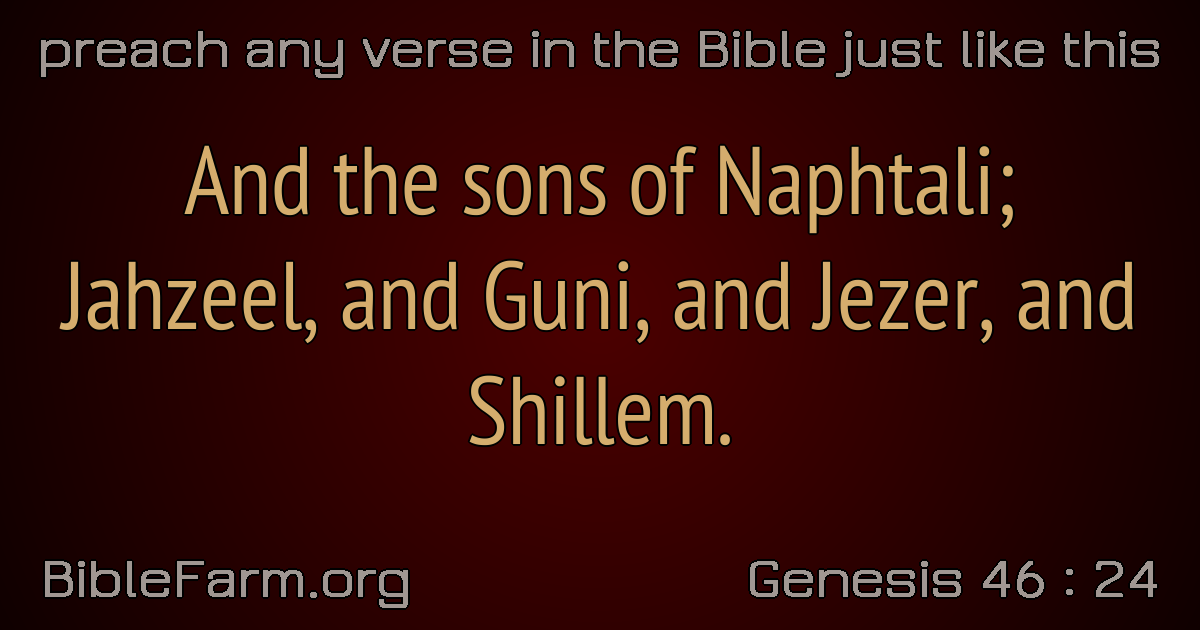 preach any verse in the Bible just like this
And the sons of Naphtali;
Jahzeel, and Guni, and Jezer, and
Shillem.
BibleFarm.org
Genesis 46 : 24